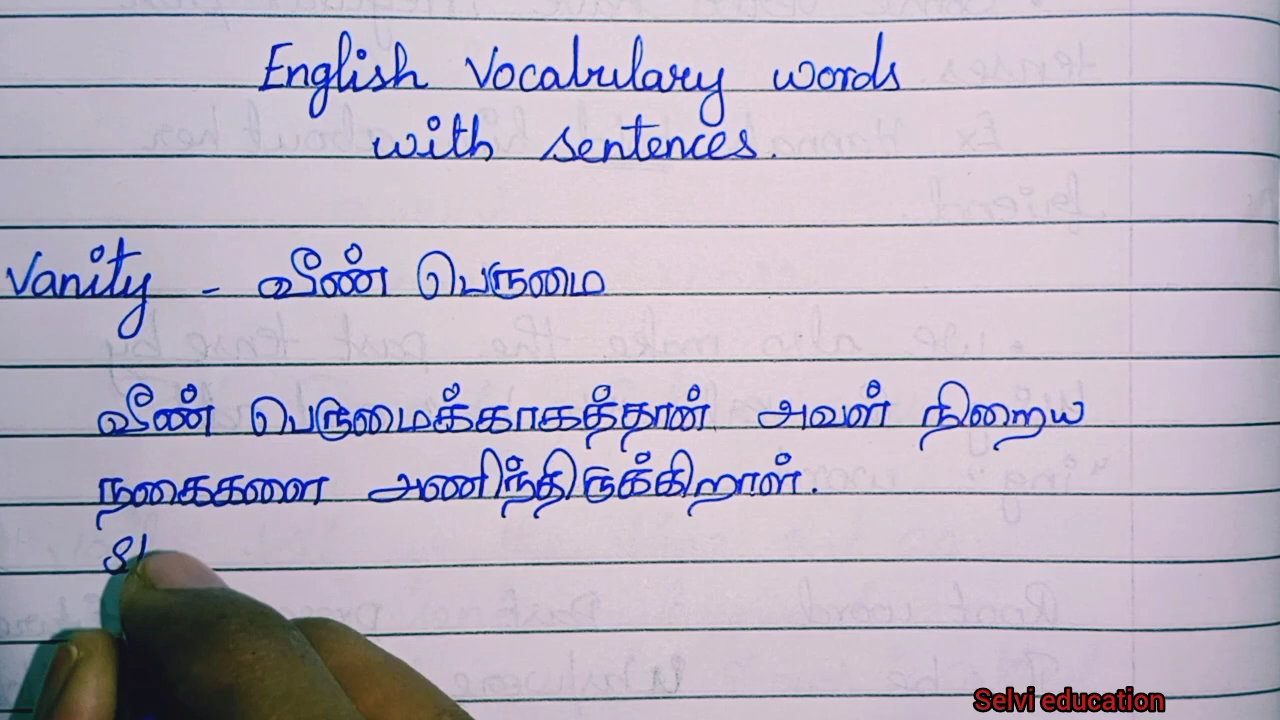 English Vocabulary words
with sentences.
Vanity - வீண் பெருமை
வீண் பெருமைக்காகத்தான் அவள் நிறைய
நகைகளை அணிந்திருக்கிறாள்.
Selvi education